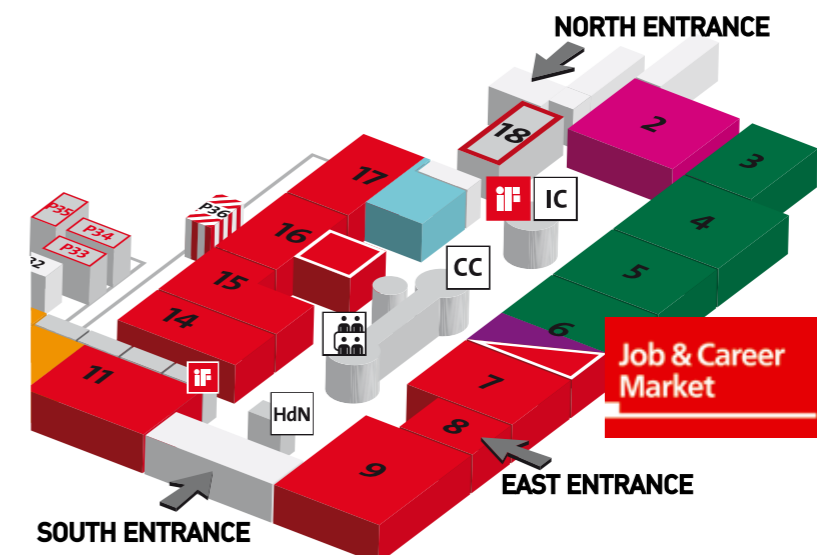 NORTH ENTRANCE
18
2
3
17
iF
IC
P35
P36
4
P34
P33
16
32
CC
5
15
14
6
Job & Career
Market
11
iF
7
HdN
8
9
EAST ENTRANCE
SOUTH ENTRANCE